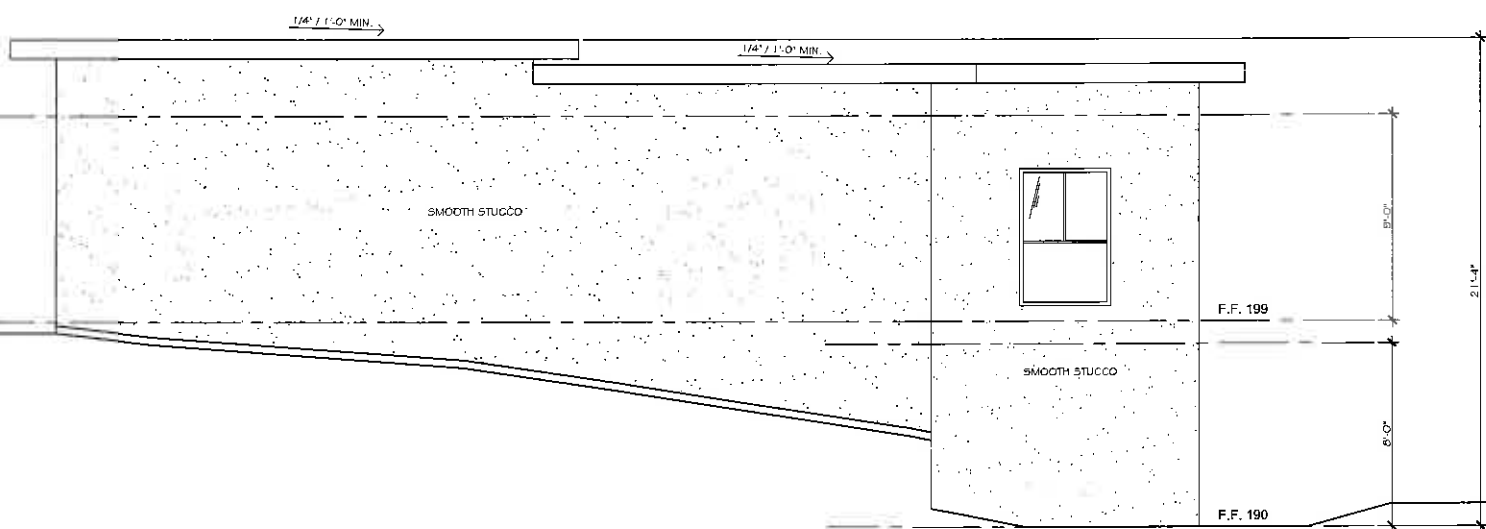 1/4" / 1'-0" MIN.
1/4" / 1'-0" MIN.
SMOOTH STUCCO
9'-0"
21'-4"
F.F. 199
SMOOTH STUCCO
8'-0"
F.F. 190